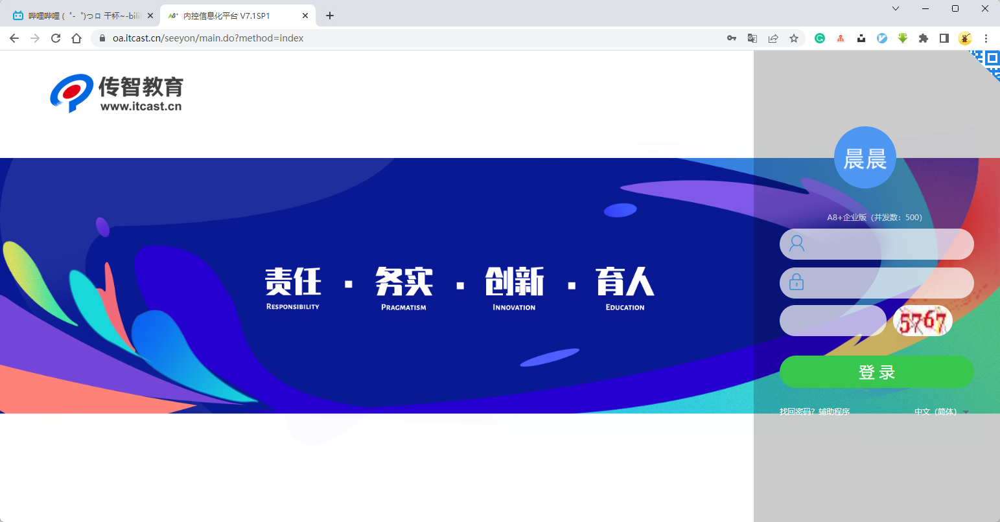 哔哩哔哩 (゜-゜)つロ 干杯~-bili
内控信息化平台 V7.1SP1
oa.itcast.cn/seeyon/main.do?method=index
传智教育
www.itcast.cn
晨晨
A8+企业版（并发数：500）
责任 · 务实 · 创新 · 育人
RESPONSIBILITY PRAGMATISM INNOVATION EDUCATION
5767
登 录
找回密码? 辅助程序 中文（简体）